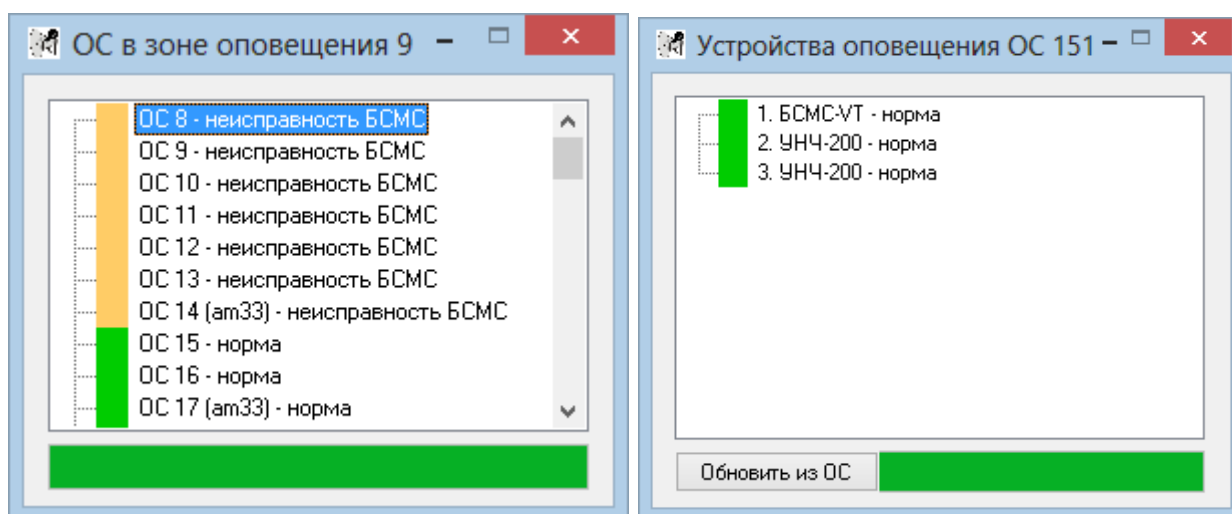 ОС в зоне оповещения 9
ОС 8 - неисправность БСМС
ОС 9 - неисправность БСМС
ОС 10 - неисправность БСМС
ОС 11 - неисправность БСМС
ОС 12 - неисправность БСМС
ОС 13 - неисправность БСМС
ОС 14 (am33) - неисправность БСМС
ОС 15 - норма
ОС 16 - норма
ОС 17 (am33) - норма
Устройства оповещения ОС 151
1. БСМС-VT - норма
2. УНЧ-200 - норма
3. УНЧ-200 - норма
Обновить из ОС